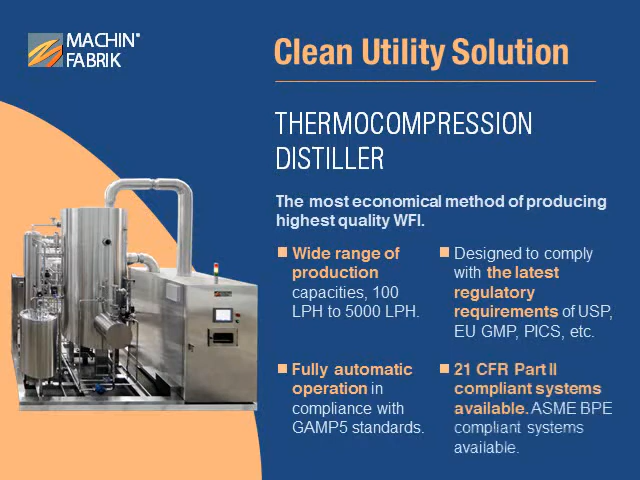 MACHIN®
FABRIK
Clean Utility Solution
THERMOCOMPRESSION
DISTILLER
The most economical method of producing
highest quality WFI.
Wide range of
production
capacities, 100
LPH to 5000 LPH.
Designed to comply
with the latest
regulatory
requirements of USP,
EU GMP, PICS, etc.
Fully automatic
operation in
compliance with
GAMP5 standards.
21 CFR Part II
compliant systems
available. ASME BPE
compliant systems
available.